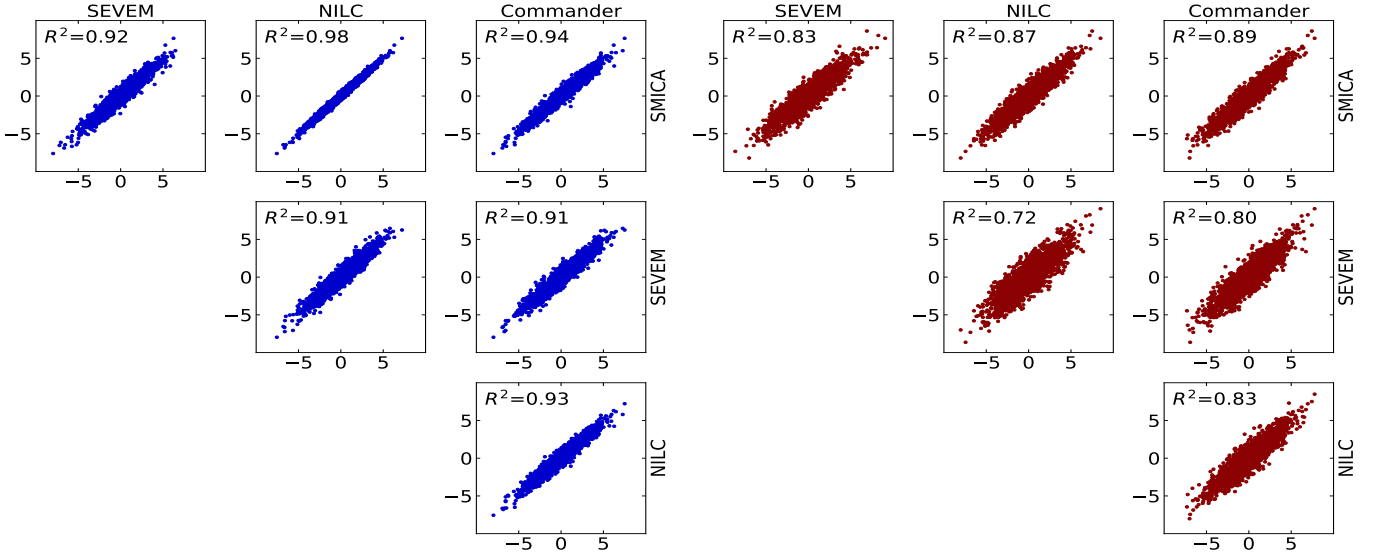 SEVEM NILC Commander SEVEM NILC Commander
R²=0.92 R²=0.98 R²=0.94 R²=0.83 R²=0.87 R²=0.89
5 5 5 5 5 5
0 0 0 0 0 0
−5 −5 −5 −5 −5 −5
SMICA SMICA
−5 0 5 −5 0 5 −5 0 5 −5 0 5 −5 0 5 −5 0 5
R²=0.91 R²=0.91 R²=0.72 R²=0.80
5 5 5 5
0 0 0 0
−5 −5 −5 −5
SEVEM SEVEM
−5 0 5 −5 0 5 −5 0 5 −5 0 5
R²=0.93 R²=0.83
5 5
0 0
−5 −5
NILC NILC
−5 0 5 −5 0 5